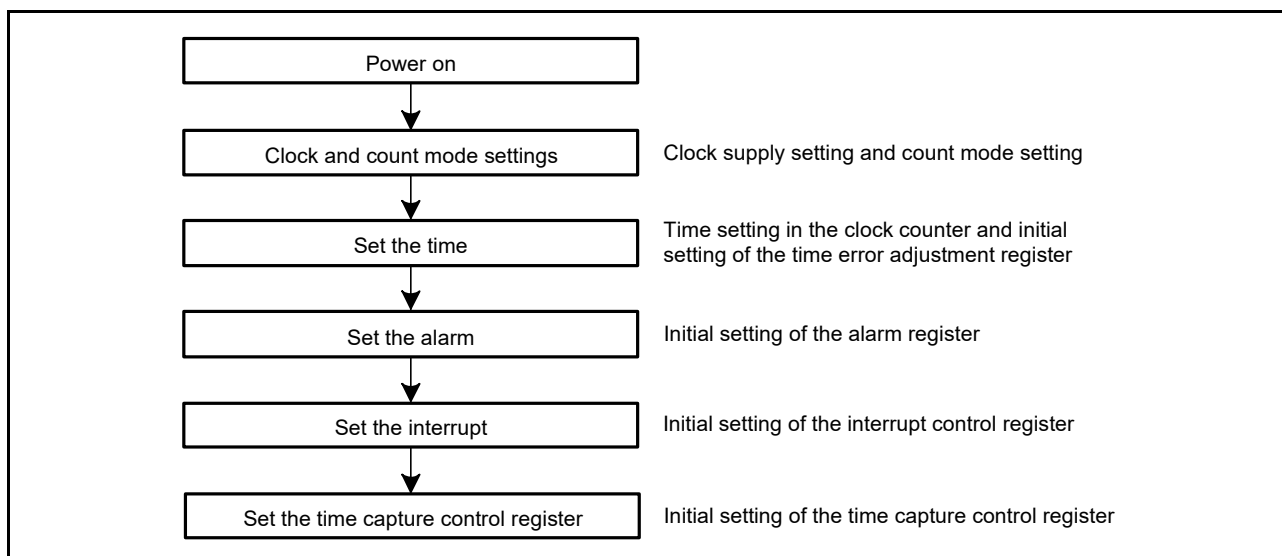 Power on
Clock and count mode settings
Clock supply setting and count mode setting
Set the time
Time setting in the clock counter and initial
setting of the time error adjustment register
Set the alarm
Initial setting of the alarm register
Set the interrupt
Initial setting of the interrupt control register
Set the time capture control register
Initial setting of the time capture control register